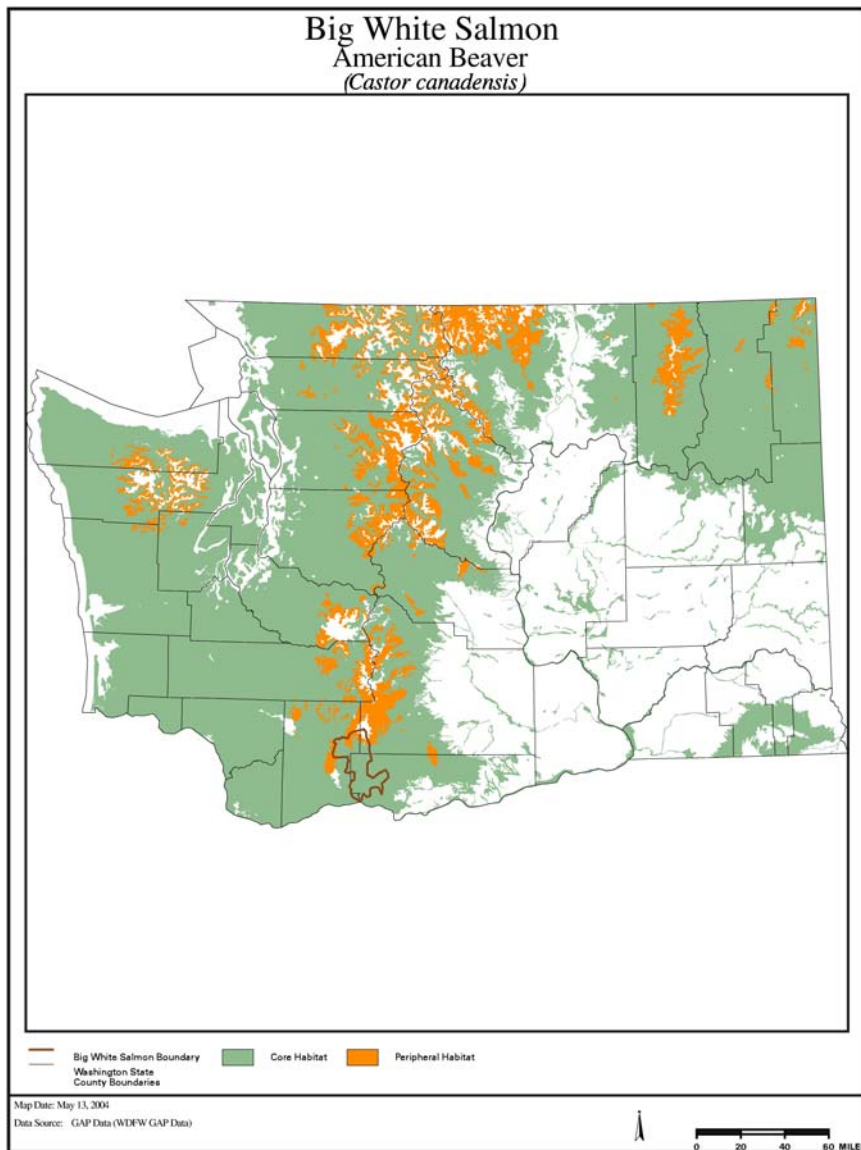 Big White Salmon
American Beaver
(Castor canadensis)
Big White Salmon Boundary
Washington State
County Boundaries
Core Habitat
Peripheral Habitat
Map Date: May 13, 2004
Data Source: GAP Data (WDFW GAP Data)
0 20 40 60 MILES